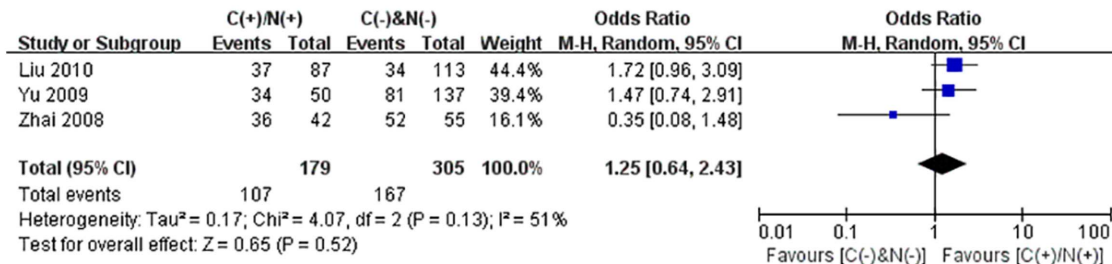 C(+)/N(+) C(-)&N(-) Odds Ratio Odds Ratio
Study or Subgroup Events Total Events Total Weight M-H, Random, 95% CI M-H, Random, 95% CI
Liu 2010 37 87 34 113 44.4% 1.72 [0.96, 3.09]
Yu 2009 34 50 81 137 39.4% 1.47 [0.74, 2.91]
Zhai 2008 36 42 52 55 16.1% 0.35 [0.08, 1.48]
Total (95% CI) 179 305 100.0% 1.25 [0.64, 2.43]
Total events 107 167
Heterogeneity: Tau² = 0.17; Chi² = 4.07, df = 2 (P = 0.13); I² = 51%
Test for overall effect: Z = 0.65 (P = 0.52)
0.01 0.1 1 10 100
Favours [C(-)&N(-)] Favours [C(+)/N(+)]